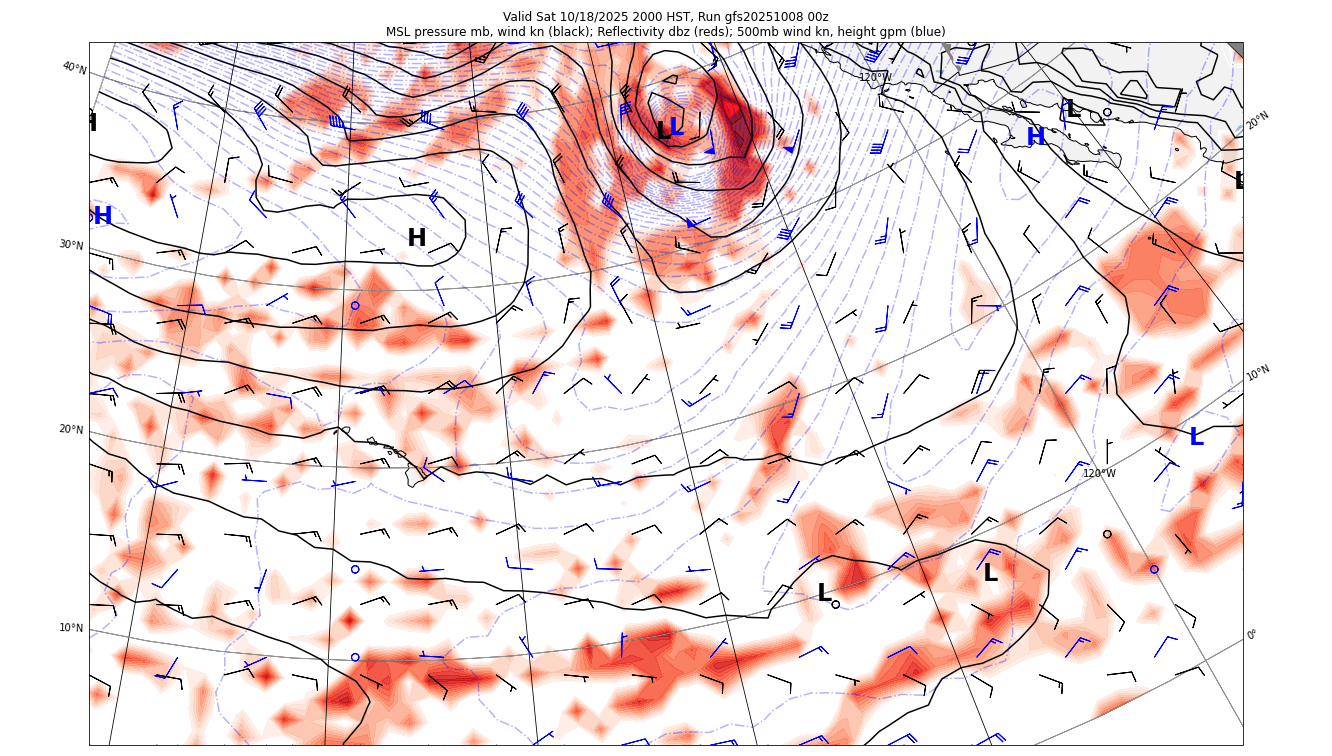 Valid Sat 10/18/2025 2000 HST, Run gfs20251008 00z
MSL pressure mb, wind kn (black); Reflectivity dbz (reds); 500mb wind kn, height gpm (blue)
40°N
120°W
20°N
H
L
L
L
H
L
H
H
30°N
10°N
20°N
L
120°W
L
L
10°N
0°